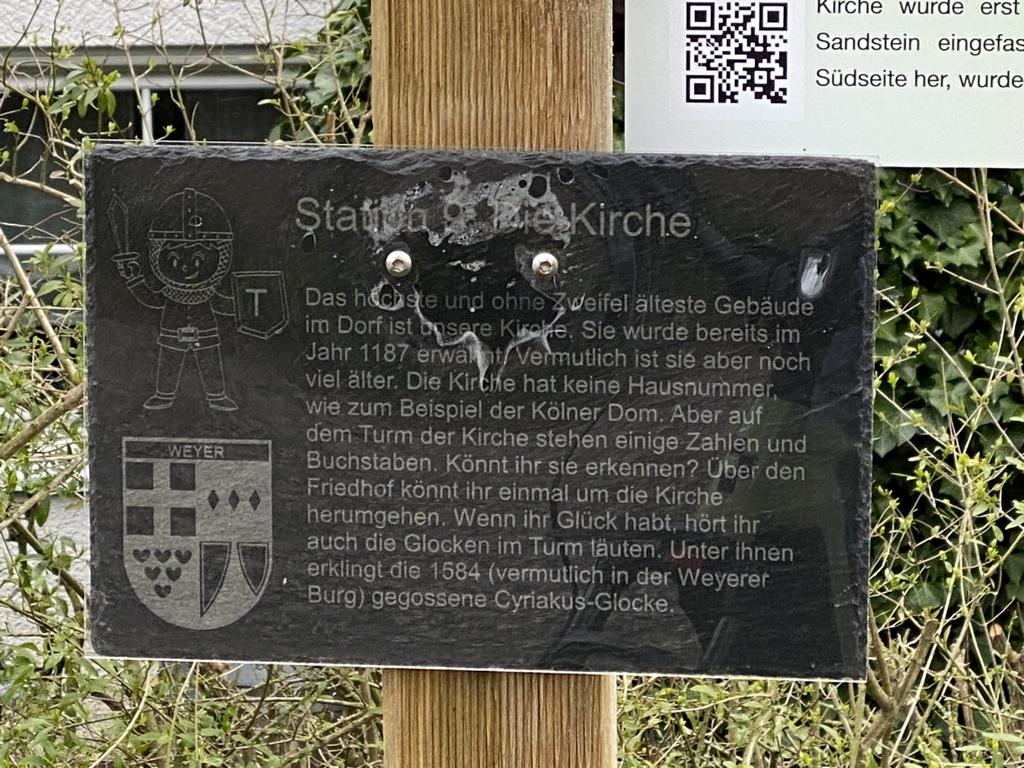 Kirche wurde erst
Sandstein eingefas
Südseite her, wurde
Station 9: Die Kirche
T
Das höchste und ohne Zweifel älteste Gebäude
im Dorf ist unsere Kirche. Sie wurde bereits im
Jahr 1187 erwähnt. Vermutlich ist sie aber noch
viel älter. Die Kirche hat keine Hausnummer,
wie zum Beispiel der Kölner Dom. Aber auf
dem Turm der Kirche stehen einige Zahlen und
Buchstaben. Könnt ihr sie erkennen? Über den
Friedhof könnt ihr einmal um die Kirche
herumgehen. Wenn ihr Glück habt, hört ihr
auch die Glocken im Turm läuten. Unter ihnen
erklingt die 1584 (vermutlich in der Weyerer
Burg) gegossene Cyriakus-Glocke.
WEYER